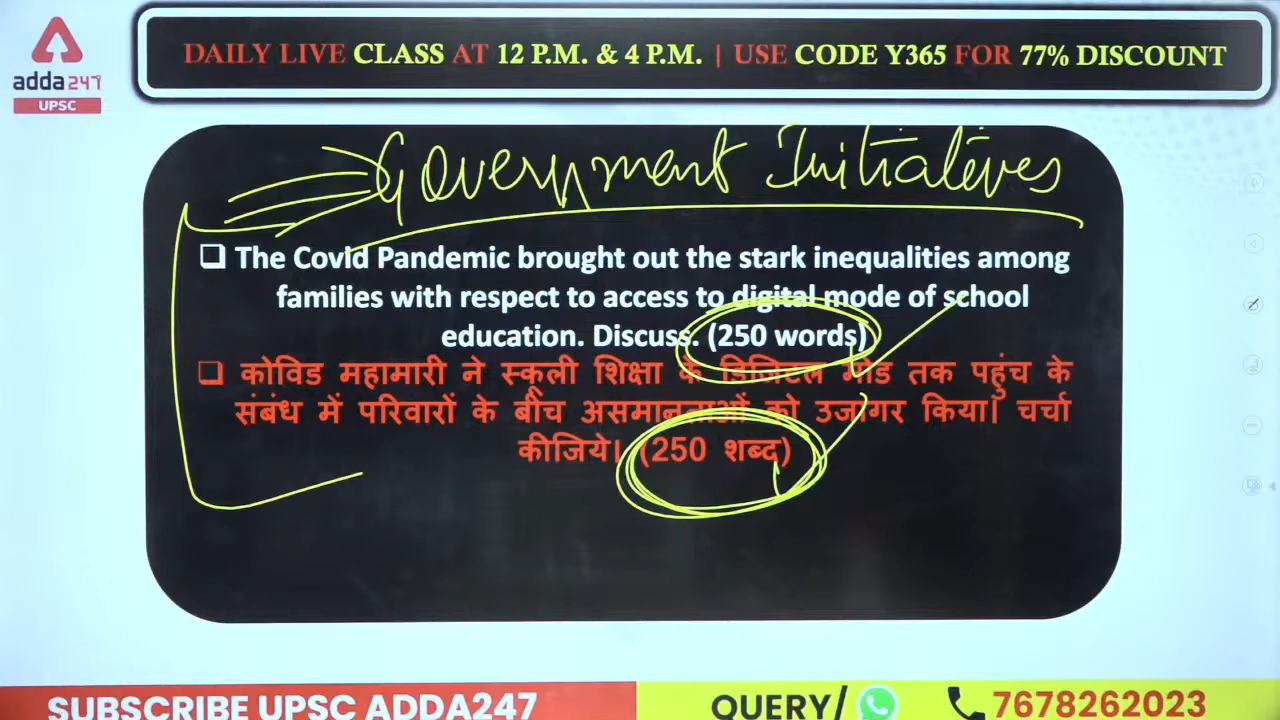 adda247
UPSC
DAILY LIVE CLASS AT 12 P.M. & 4 P.M. | USE CODE Y365 FOR 77% DISCOUNT
Government Initiatives
The Covid Pandemic brought out the stark inequalities among
families with respect to access to digital mode of school
education. Discuss. (250 words)
कोविड महामारी ने स्कूली शिक्षा के डिजिटल मोड तक पहुंच के
संबंध में परिवारों के बीच असमानताओं को उजागर किया। चर्चा
कीजिये। (250 शब्द)
SUBSCRIBE UPSC ADDA247
QUERY/ 7678262023